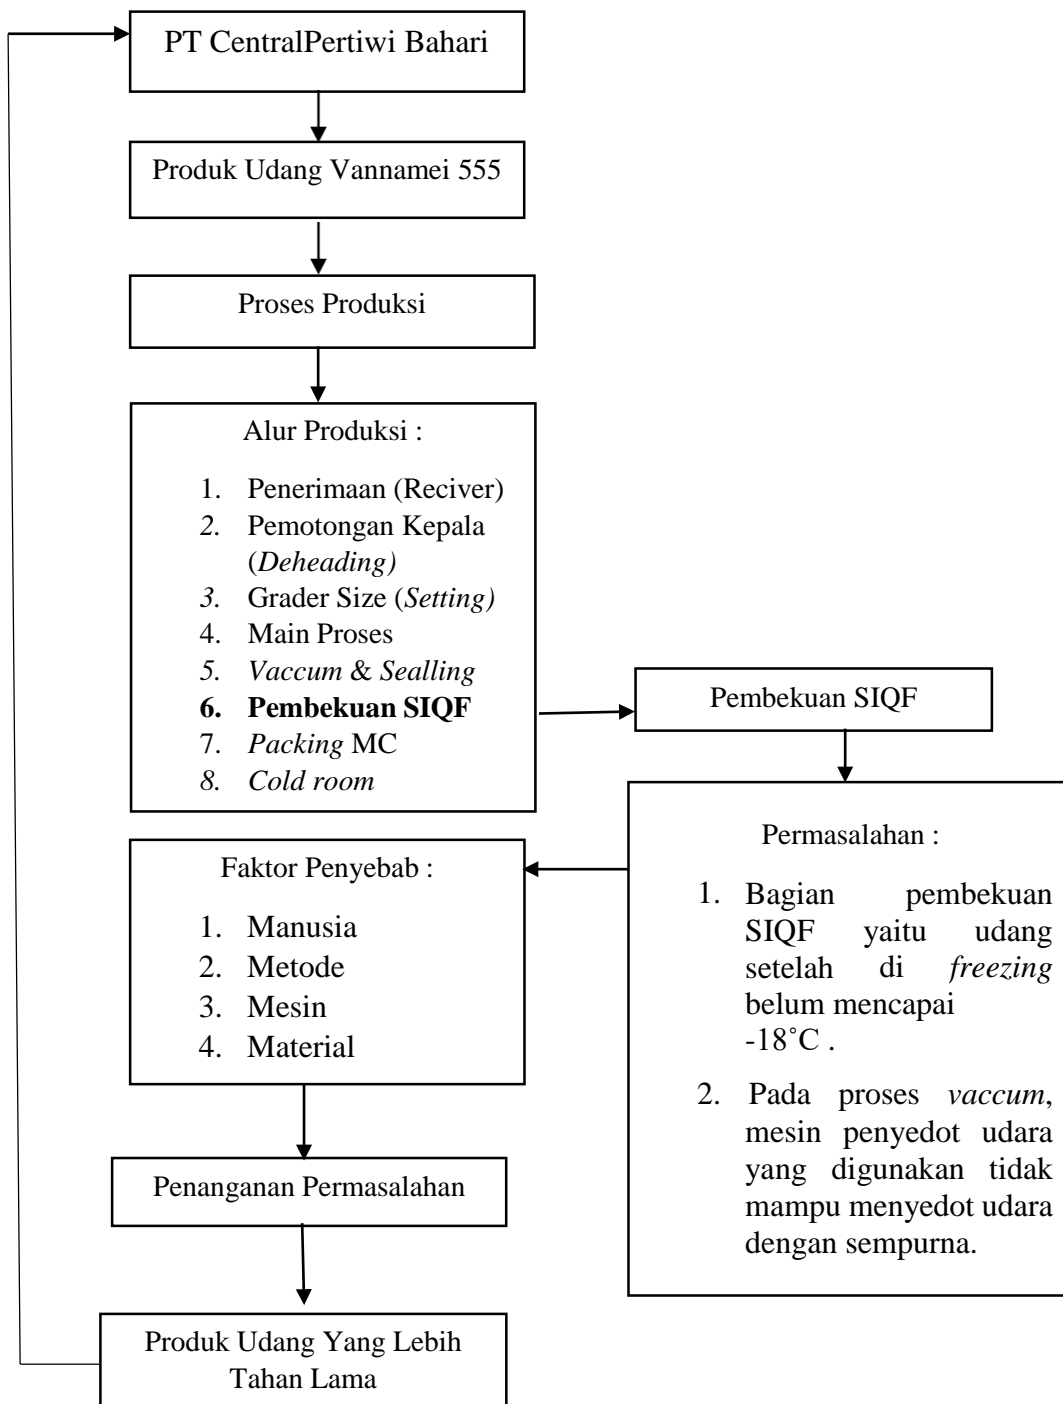 PT CentralPertiwi Bahari
Produk Udang Vannamei 555
Proses Produksi
Alur Produksi :
1. Penerimaan (Reciver)
2. Pemotongan Kepala
(Deheading)
3. Grader Size (Setting)
4. Main Proses
5. Vaccum & Sealling
6. Pembekuan SIQF
7. Packing MC
8. Cold room
Pembekuan SIQF
Permasalahan :
1. Bagian pembekuan
SIQF yaitu udang
setelah di freezing
belum mencapai
-18˚C .
2. Pada proses vaccum,
mesin penyedot udara
yang digunakan tidak
mampu menyedot udara
dengan sempurna.
Faktor Penyebab :
1. Manusia
2. Metode
3. Mesin
4. Material
Penanganan Permasalahan
Produk Udang Yang Lebih
Tahan Lama